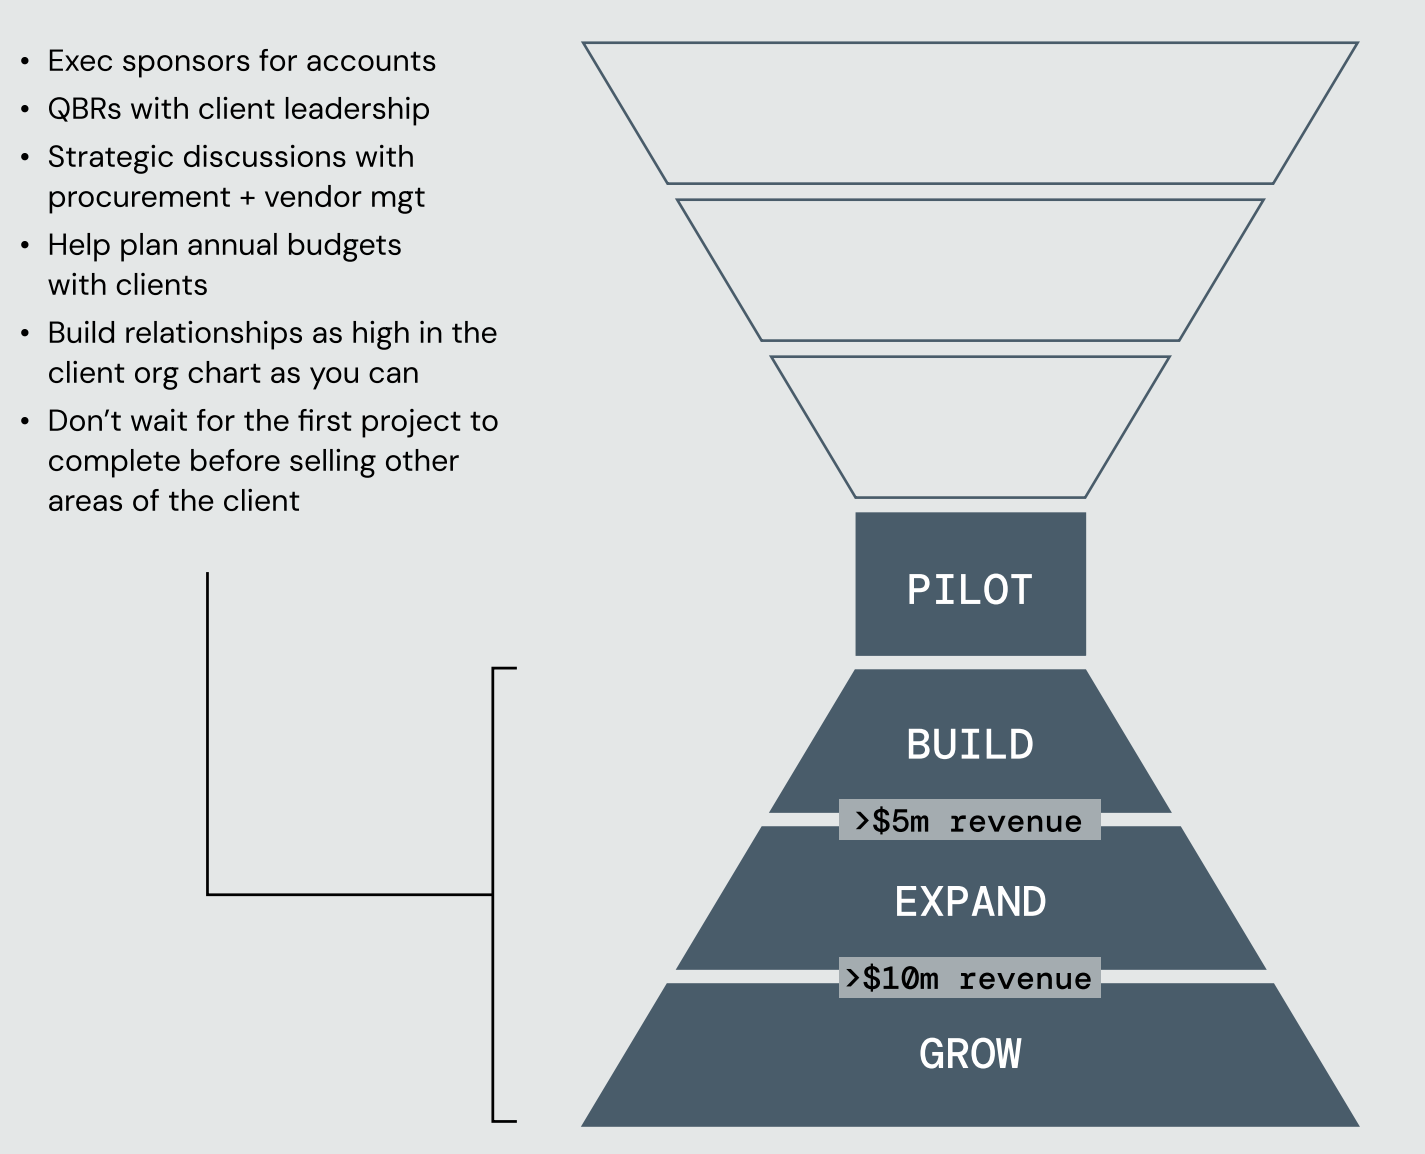 • Exec sponsors for accounts
• QBRs with client leadership
• Strategic discussions with
procurement + vendor mgt
• Help plan annual budgets
with clients
• Build relationships as high in the
client org chart as you can
• Don’t wait for the first project to
complete before selling other
areas of the client
PILOT
BUILD
>$5m revenue
EXPAND
>$10m revenue
GROW